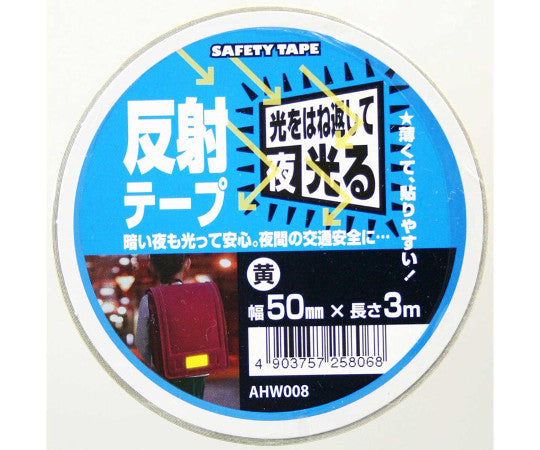 SAFETY TAPE
反射
テープ
光をはね返して
夜光る
★薄くて、貼りやすい!
暗い夜も光って安心。夜間の交通安全に…
黄
幅50mm×長さ3m
4 903757 258068
AHW008